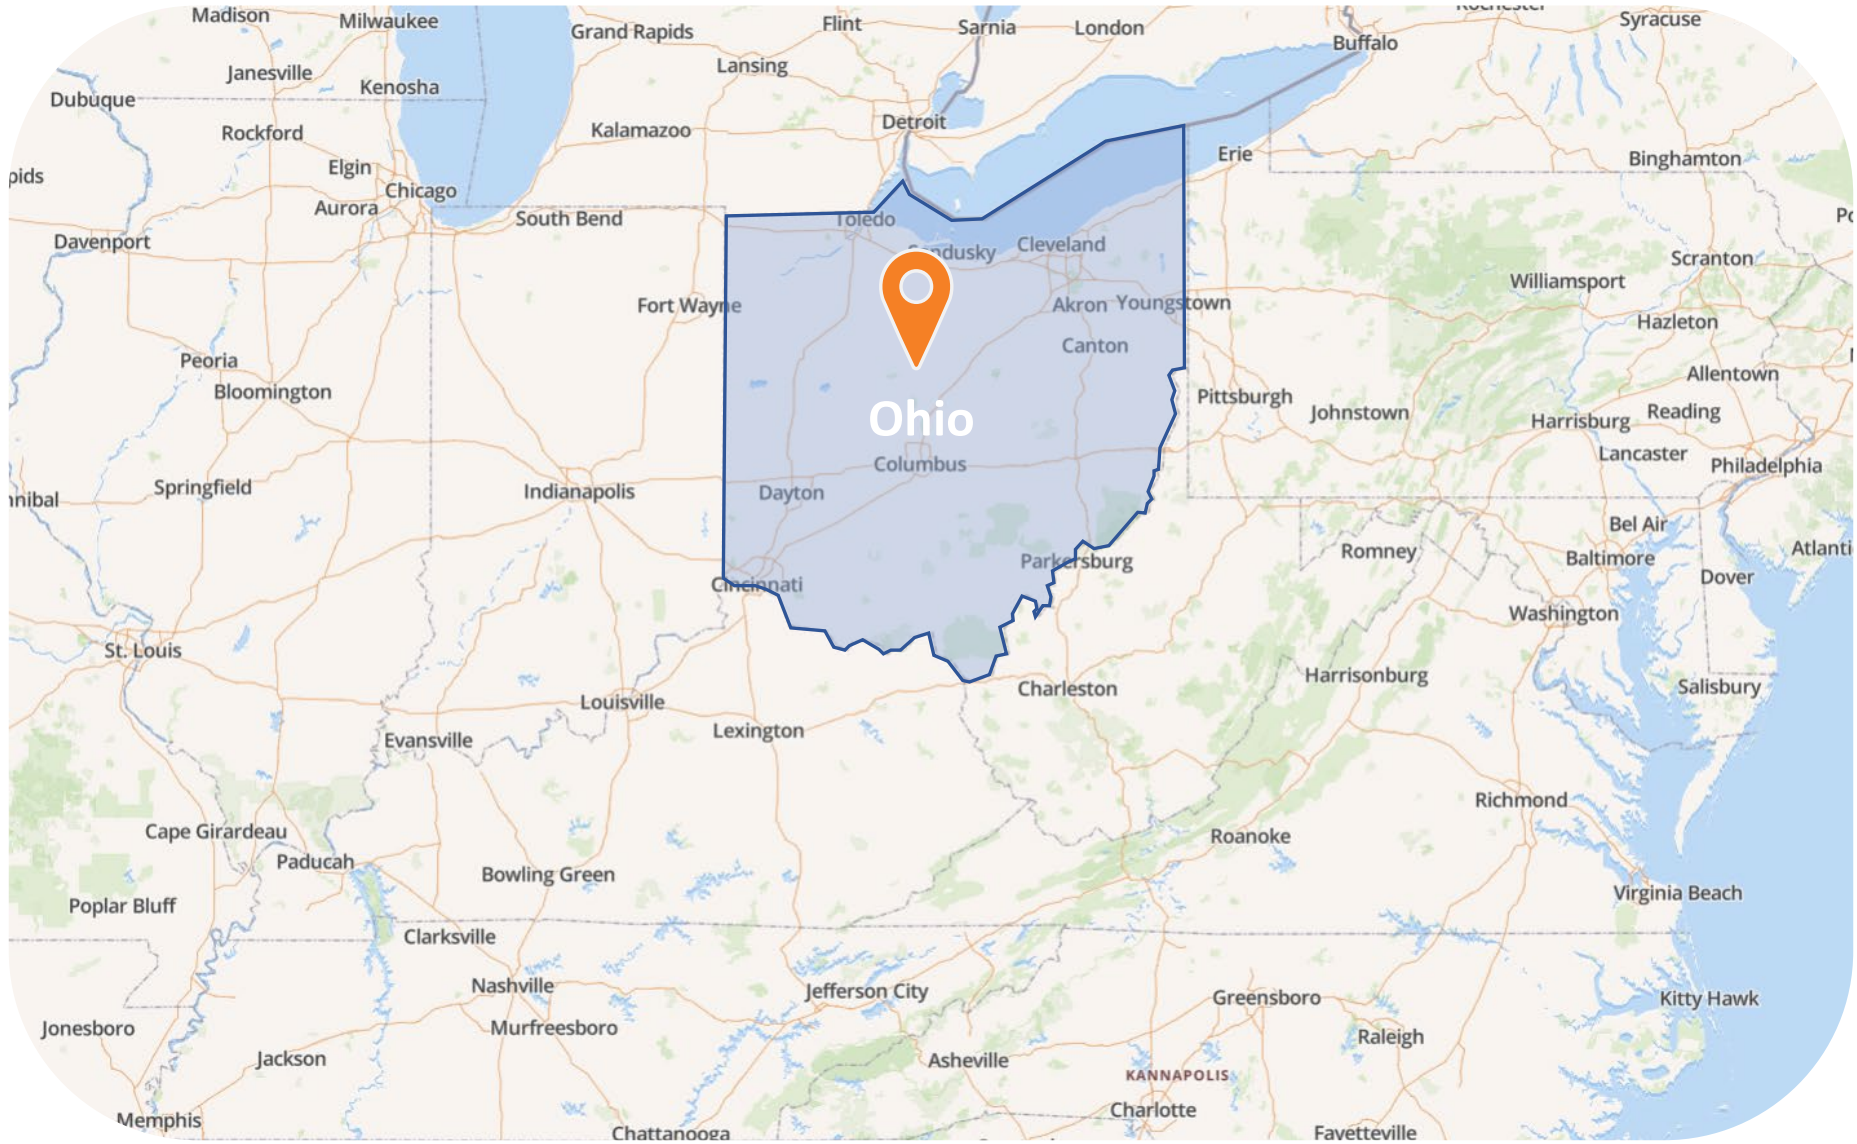 Madison
Milwaukee
Grand Rapids
Flint
Sarnia
London
Rochester
Syracuse
Buffalo
Janesville
Lansing
Kenosha
Dubuque
Detroit
Rockford
Kalamazoo
Elgin
Erie
Binghamton
pids
Chicago
Aurora
South Bend
Toledo
Davenport
Sandusky
Cleveland
Scranton
Williamsport
Fort Wayne
Akron
Youngstown
Hazleton
Canton
Peoria
Allentown
Bloomington
Pittsburgh
Johnstown
Reading
Ohio
Harrisburg
Lancaster
Columbus
Philadelphia
Springfield
Indianapolis
Dayton
nnibal
Bel Air
Romney
Baltimore
Atlanti
Parkersburg
Dover
Cincinnati
Washington
St. Louis
Harrisonburg
Charleston
Salisbury
Louisville
Lexington
Evansville
Richmond
Cape Girardeau
Roanoke
Paducah
Bowling Green
Virginia Beach
Poplar Bluff
Clarksville
Nashville
Jefferson City
Greensboro
Kitty Hawk
Jonesboro
Murfreesboro
Raleigh
Jackson
Asheville
KANNAPOLIS
Charlotte
Memphis
Chattanooga
Fayetteville